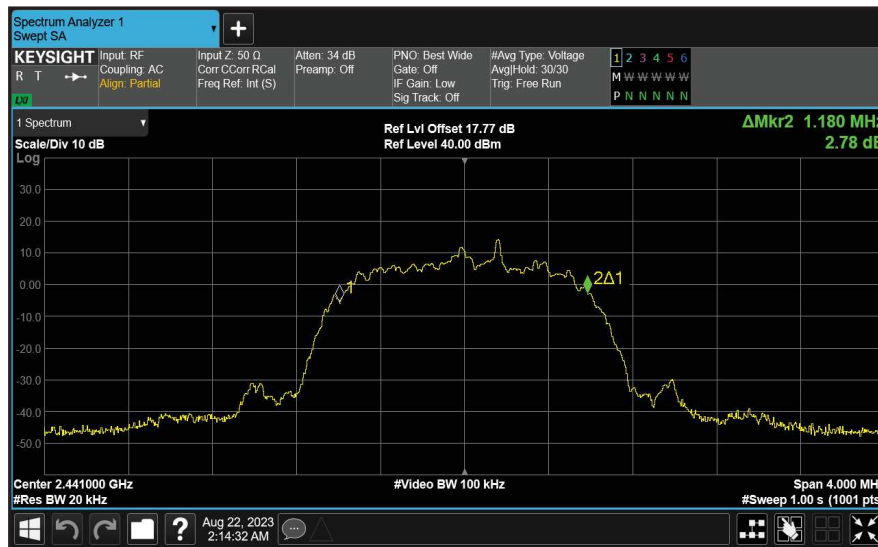 Spectrum Analyzer 1
Swept SA
+
KEYSIGHT
R T
LXI
Input: RF
Coupling: AC
Align: Partial
Input Z: 50 Ω
Corr CCorr RCal
Freq Ref: Int (S)
Atten: 34 dB
Preamp: Off
PNO: Best Wide
Gate: Off
IF Gain: Low
Sig Track: Off
#Avg Type: Voltage
Avg|Hold: 30/30
Trig: Free Run
1 2 3 4 5 6
M W W W W W
P N N N N N
1 Spectrum
Scale/Div 10 dB
Log
Ref Lvl Offset 17.77 dB
Ref Level 40.00 dBm
ΔMkr2 1.180 MHz
2.78 dB
30.0
20.0
10.0
0.00
-10.0
-20.0
-30.0
-40.0
-50.0
1
2Δ1
Center 2.441000 GHz
#Res BW 20 kHz
#Video BW 100 kHz
Span 4.000 MH
#Sweep 1.00 s (1001 pts
?
Aug 22, 2023
2:14:32 AM